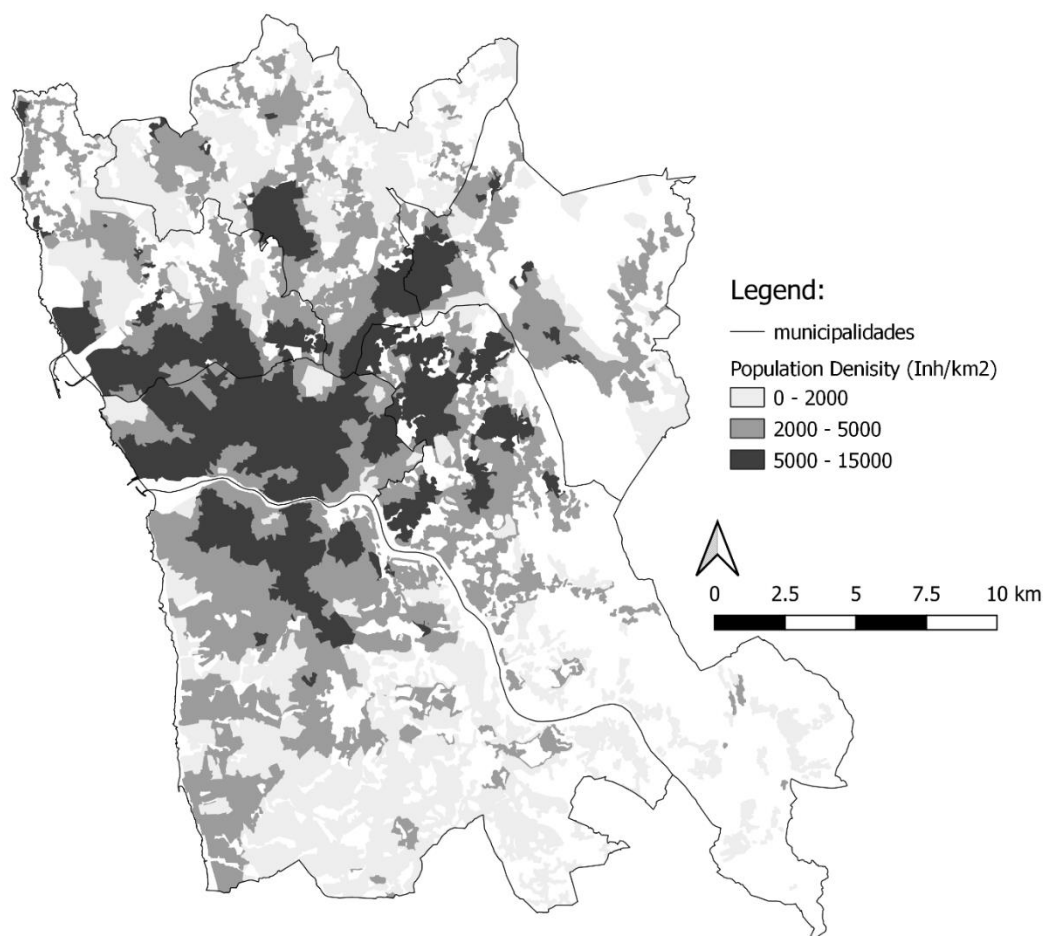 Legend:
municipalidades
Population Denisity (Inh/km2)
0 - 2000
2000 - 5000
5000 - 15000
0 2.5 5 7.5 10 km